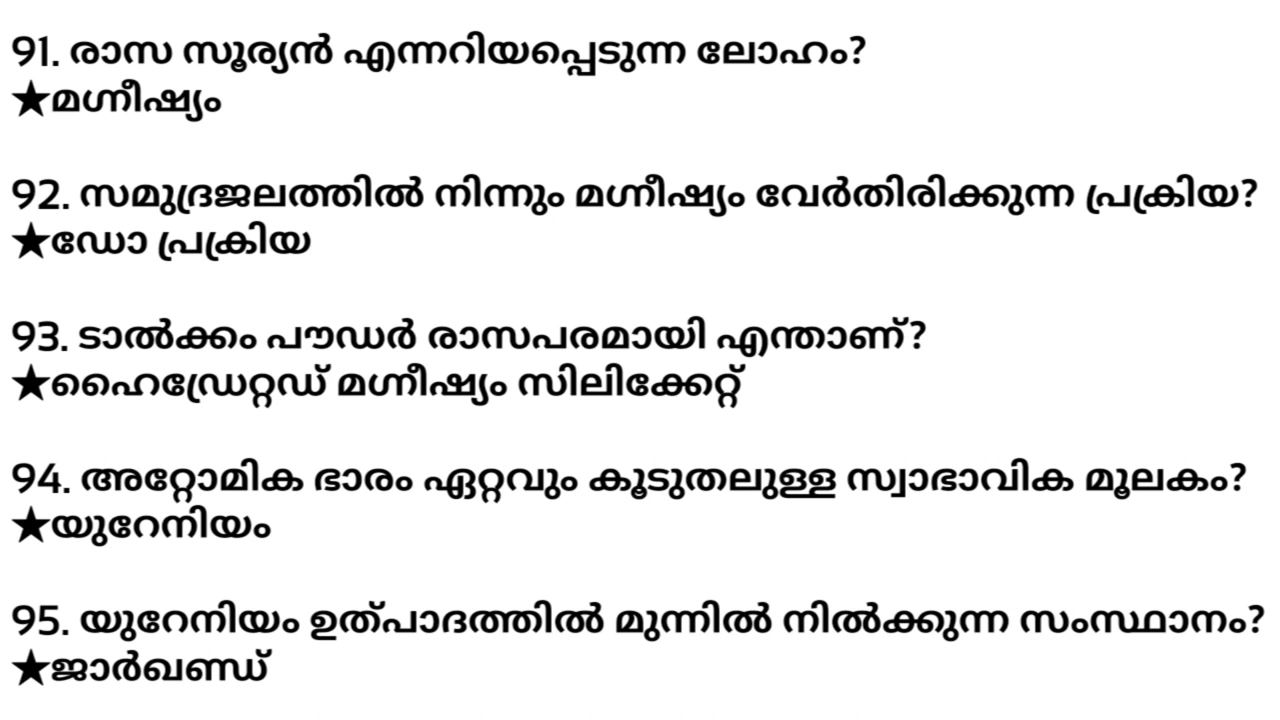 91. രാസ സൂര്യൻ എന്നറിയപ്പെടുന്ന ലോഹം?
★മഗ്നീഷ്യം
92. സമുദ്രജലത്തിൽ നിന്നും മഗ്നീഷ്യം വേർതിരിക്കുന്ന പ്രക്രിയ?
★ഡോ പ്രക്രിയ
93. ടാൽക്കം പൗഡർ രാസപരമായി എന്താണ്?
★ഹൈഡ്രേറ്റഡ് മഗ്നീഷ്യം സിലിക്കേറ്റ്
94. അറ്റോമിക ഭാരം ഏറ്റവും കൂടുതലുള്ള സ്വാഭാവിക മൂലകം?
★യുറേനിയം
95. യുറേനിയം ഉത്പാദത്തിൽ മുന്നിൽ നിൽക്കുന്ന സംസ്ഥാനം?
★ജാർഖണ്ഡ്